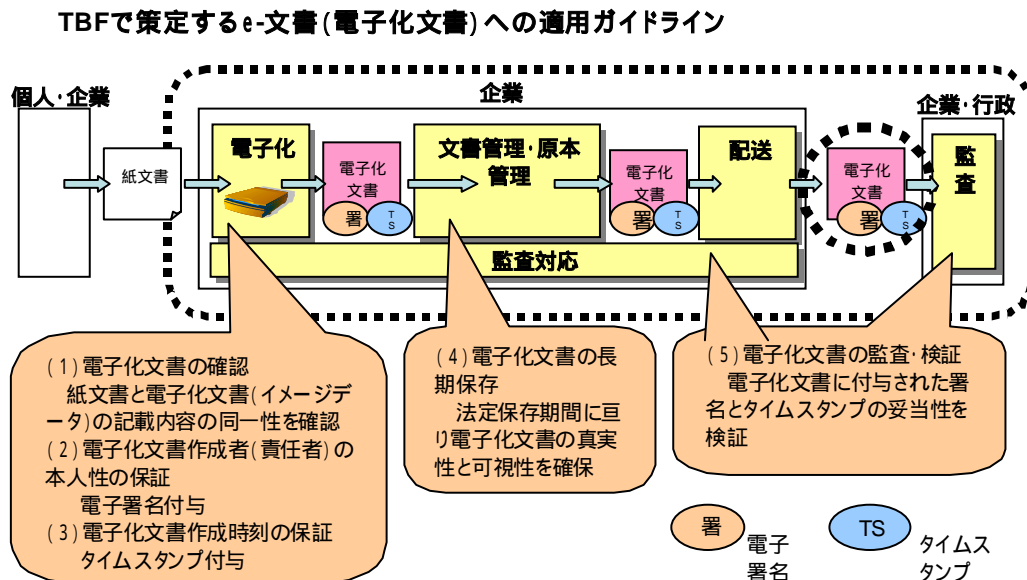 TBFで策定するe-文書(電子化文書)への適用ガイドライン
個人・企業
企業
企業・行政
紙文書
電子化
電子化
文書
署
TS
文書管理・原本
管理
電子化
文書
署
TS
配送
電子化
文書
署
TS
監
査
監査対応
(1)電子化文書の確認
紙文書と電子化文書(イメージデ
ータ)の記載内容の同一性を確認
(2)電子化文書作成者(責任者)の
本人性の保証
電子署名付与
(3)電子化文書作成時刻の保証
タイムスタンプ付与
(4)電子化文書の長
期保存
法定保存期間に亘
り電子化文書の真実
性と可視性を確保
(5)電子化文書の監査・検証
電子化文書に付与された署
名とタイムスタンプの妥当性を
検証
署
電子
署名
TS
タイムス
タンプ